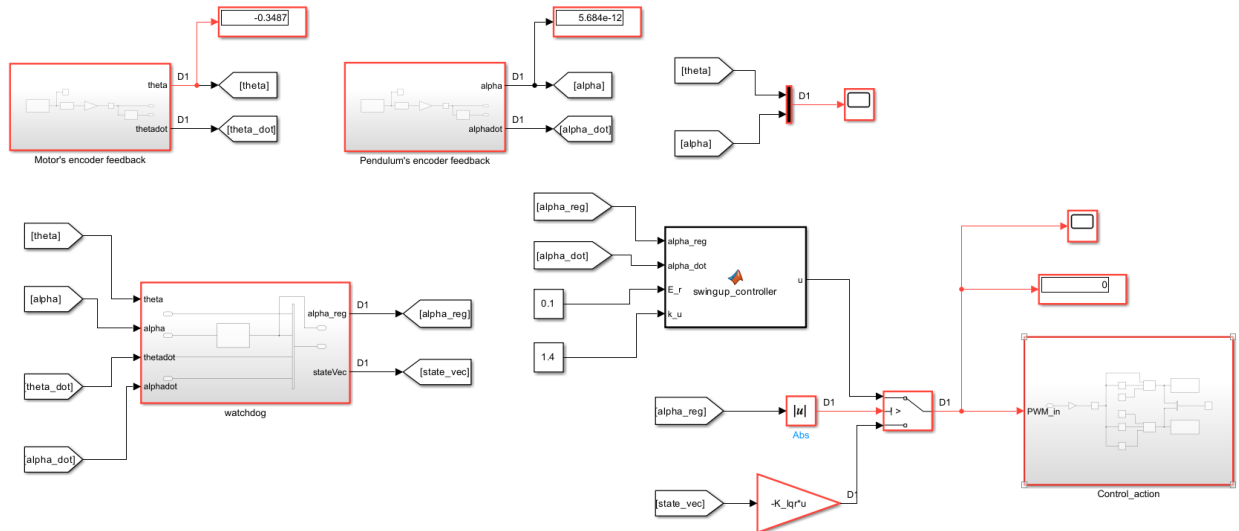 -0.3487
5.684e-12
theta
D1
[theta]
thetadot
D1
[theta_dot]
Motor's encoder feedback
alpha
D1
[alpha]
alphadot
D1
[alpha_dot]
Pendulum's encoder feedback
[theta]
D1
[alpha]
[theta]
[alpha]
[theta_dot]
[alpha_dot]
theta
alpha
thetadot
alphadot
alpha_reg
stateVec
D1
D1
[alpha_reg]
[state_vec]
watchdog
[alpha_reg]
[alpha_dot]
0.1
1.4
alpha_reg
alpha_dot
E_r
k_u
swingup_controller
u
[alpha_reg]
|u|
Abs
D1
>
D1
[state_vec]
-K_lqr*u
D1
0
PWM_in
Control_action